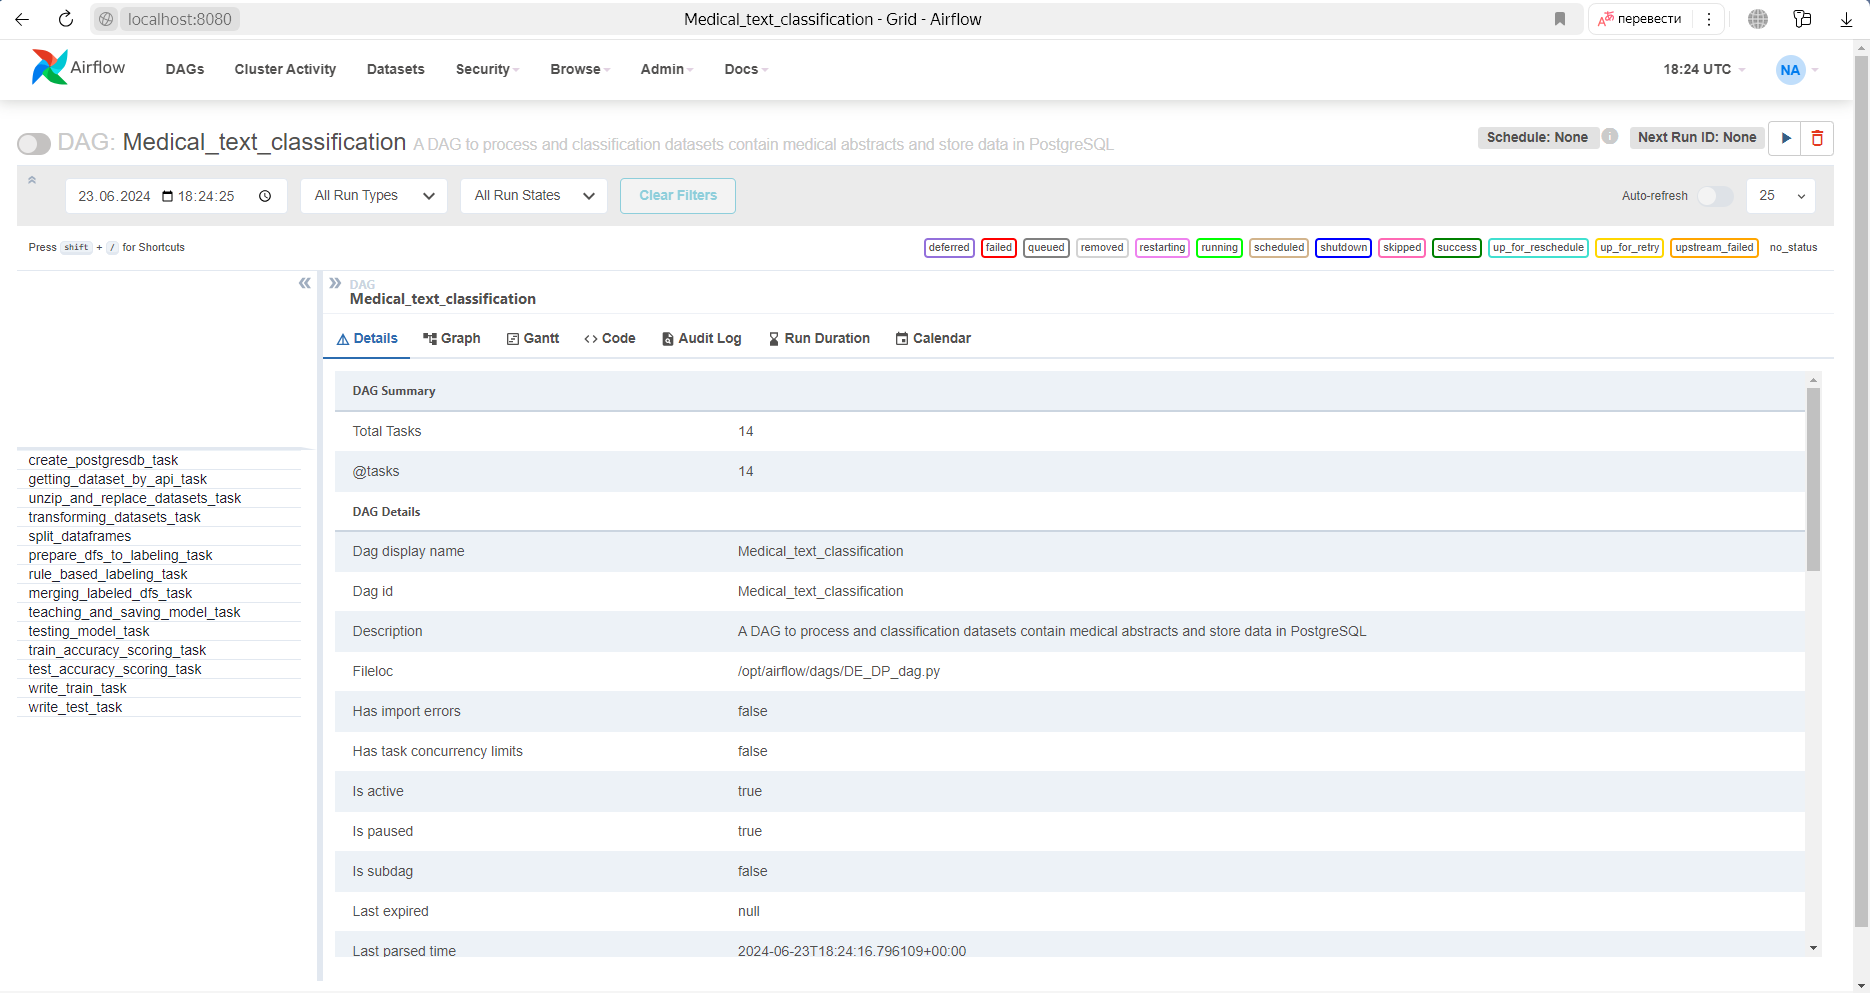 localhost:8080
Medical_text_classification - Grid - Airflow
перевести
Airflow
DAGs
Cluster Activity
Datasets
Security
Browse
Admin
Docs
18:24 UTC
NA
DAG: Medical_text_classification A DAG to process and classification datasets contain medical abstracts and store data in PostgreSQL
Schedule: None
Next Run ID: None
23.06.2024 18:24:25
All Run Types
All Run States
Clear Filters
Auto-refresh
25
Press shift + / for Shortcuts
deferred
failed
queued
removed
restarting
running
scheduled
shutdown
skipped
success
up_for_reschedule
up_for_retry
upstream_failed
no_status
create_postgresdb_task
getting_dataset_by_api_task
unzip_and_replace_datasets_task
transforming_datasets_task
split_dataframes
prepare_dfs_to_labeling_task
rule_based_labeling_task
merging_labeled_dfs_task
teaching_and_saving_model_task
testing_model_task
train_accuracy_scoring_task
test_accuracy_scoring_task
write_train_task
write_test_task
DAG
Medical_text_classification
Details
Graph
Gantt
Code
Audit Log
Run Duration
Calendar
DAG Summary
Total Tasks 14
@tasks 14
DAG Details
Dag display name Medical_text_classification
Dag id Medical_text_classification
Description A DAG to process and classification datasets contain medical abstracts and store data in PostgreSQL
Fileloc /opt/airflow/dags/DE_DP_dag.py
Has import errors false
Has task concurrency limits false
Is active true
Is paused true
Is subdag false
Last expired null
Last parsed time 2024-06-23T18:24:16.796109+00:00